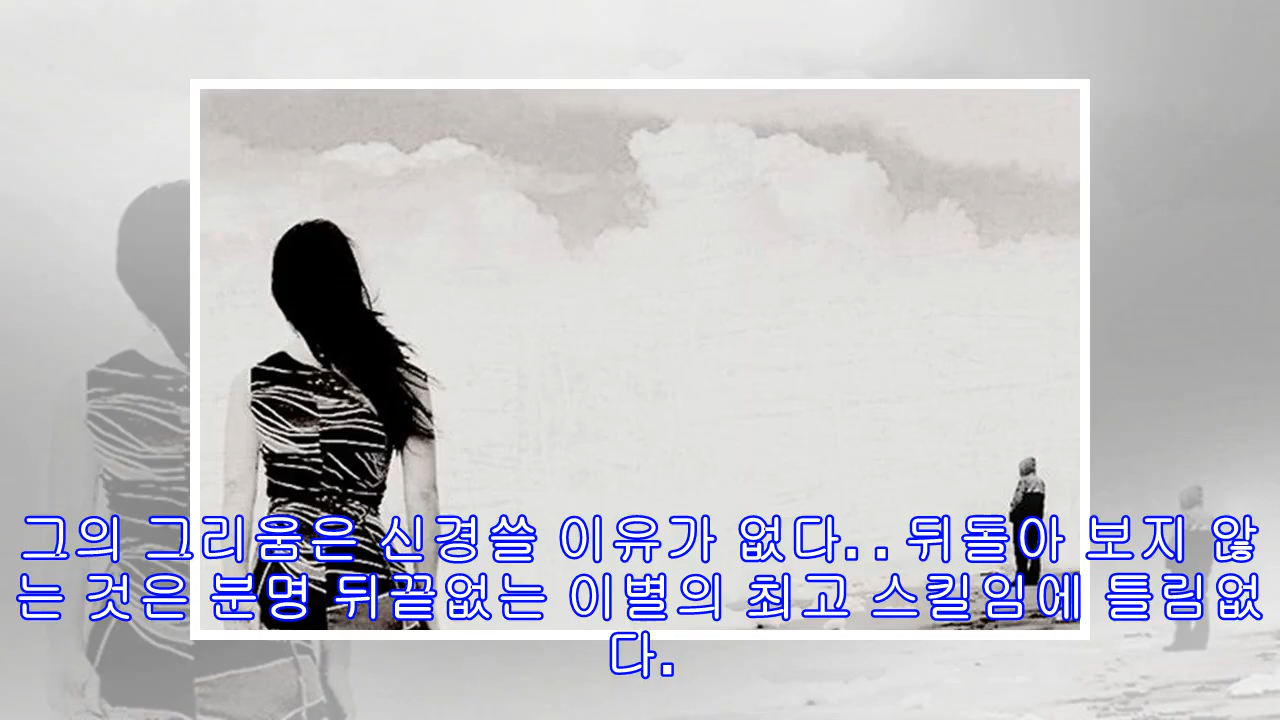 그의 그리움은 신경쓸 이유가 없다. . 뒤돌아 보지 않
는 것은 분명 뒤끝없는 이별의 최고 스킬임에 틀림없
다.